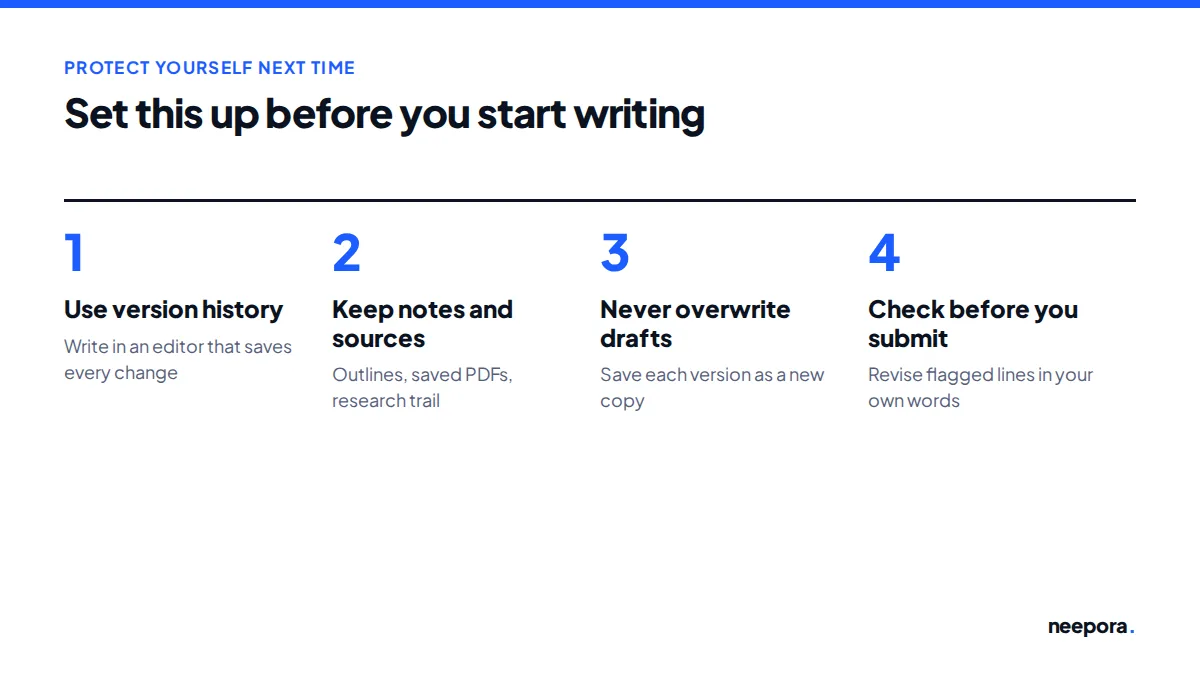 PROTECT YOURSELF NEXT TIME
Set this up before you start writing
1
Use version history
Write in an editor that saves
every change
2
Keep notes and
sources
Outlines, saved PDFs,
research trail
3
Never overwrite
drafts
Save each version as a new
copy
4
Check before you
submit
Revise flagged lines in your
own words
neepora.